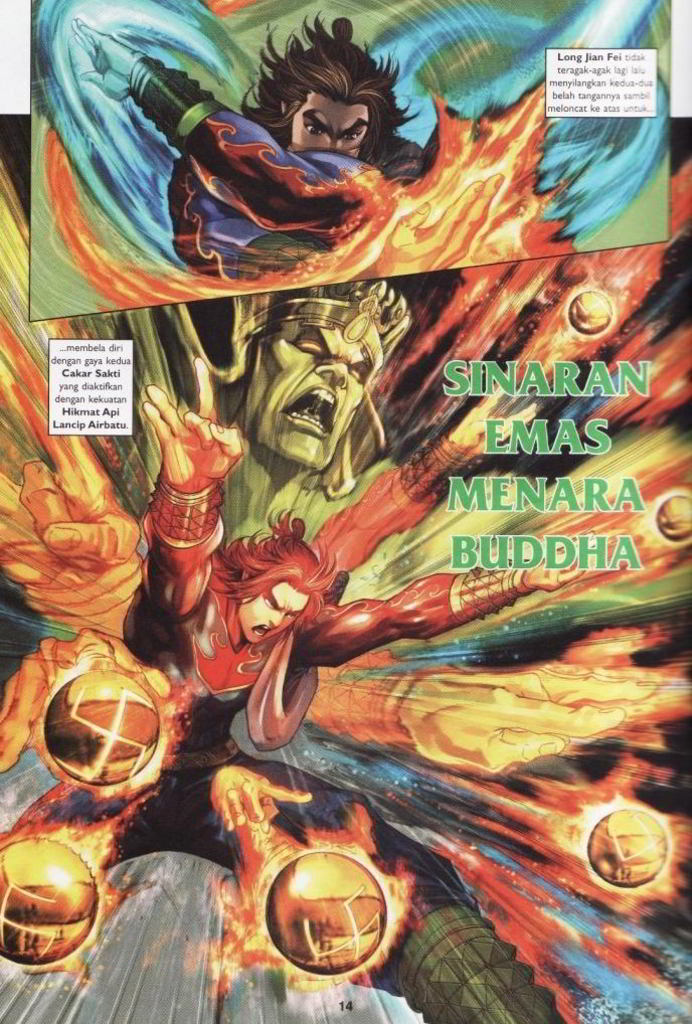 Long Jian Fei tidak
teragak-agak lagi lalu
menyilangkan kedua-dua
belah tangannya sambil
meloncat ke atas untuk...
...membela diri
dengan gaya kedua
Cakar Sakti
yang diaktifkan
dengan kekuatan
Hikmat Api
Lancip Airbatu.
SINARAN
EMAS
MENARA
BUDDHA
14